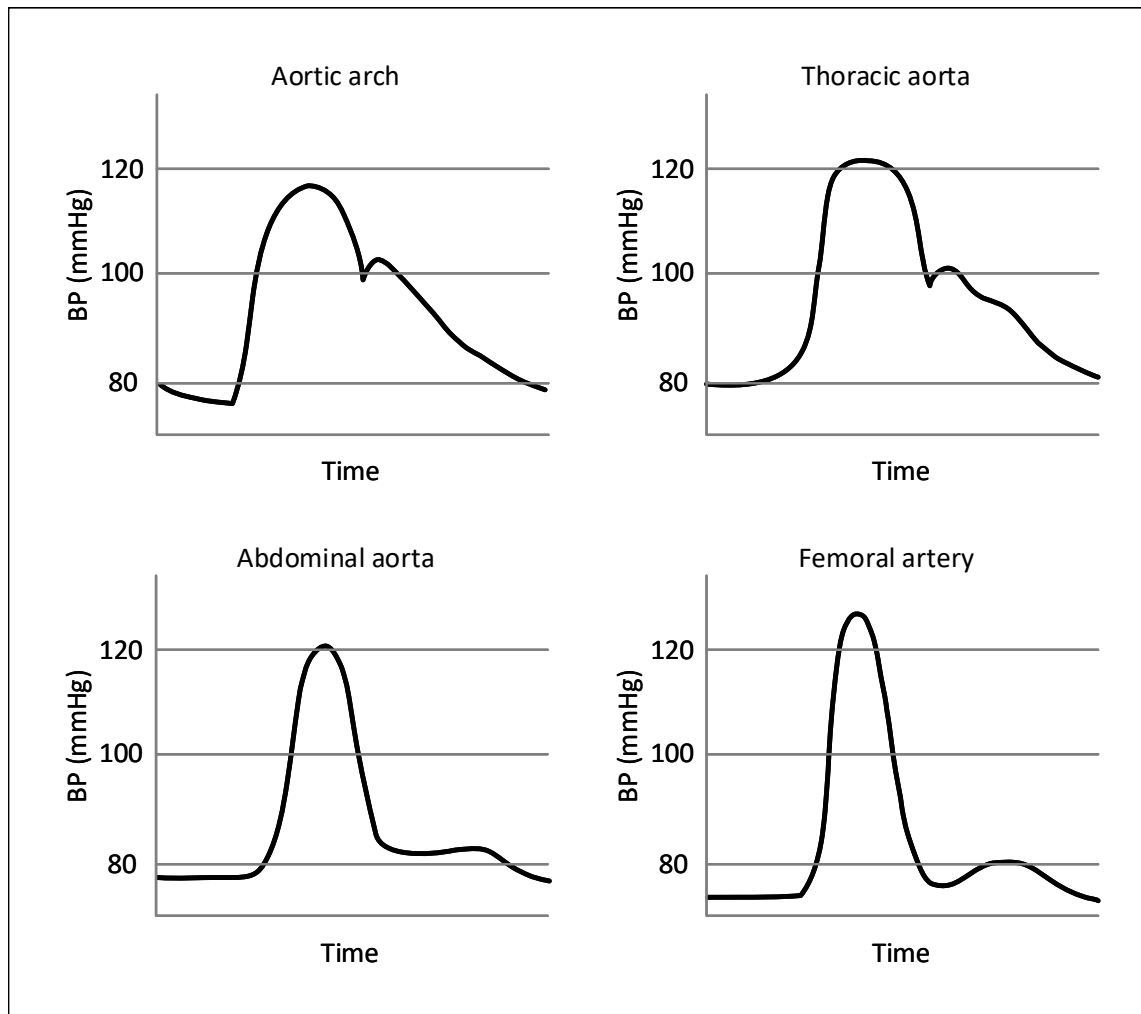 Aortic arch
120
100
80
BP (mmHg)
Time
Thoracic aorta
120
100
80
BP (mmHg)
Time
Abdominal aorta
120
100
80
BP (mmHg)
Time
Femoral artery
120
100
80
BP (mmHg)
Time